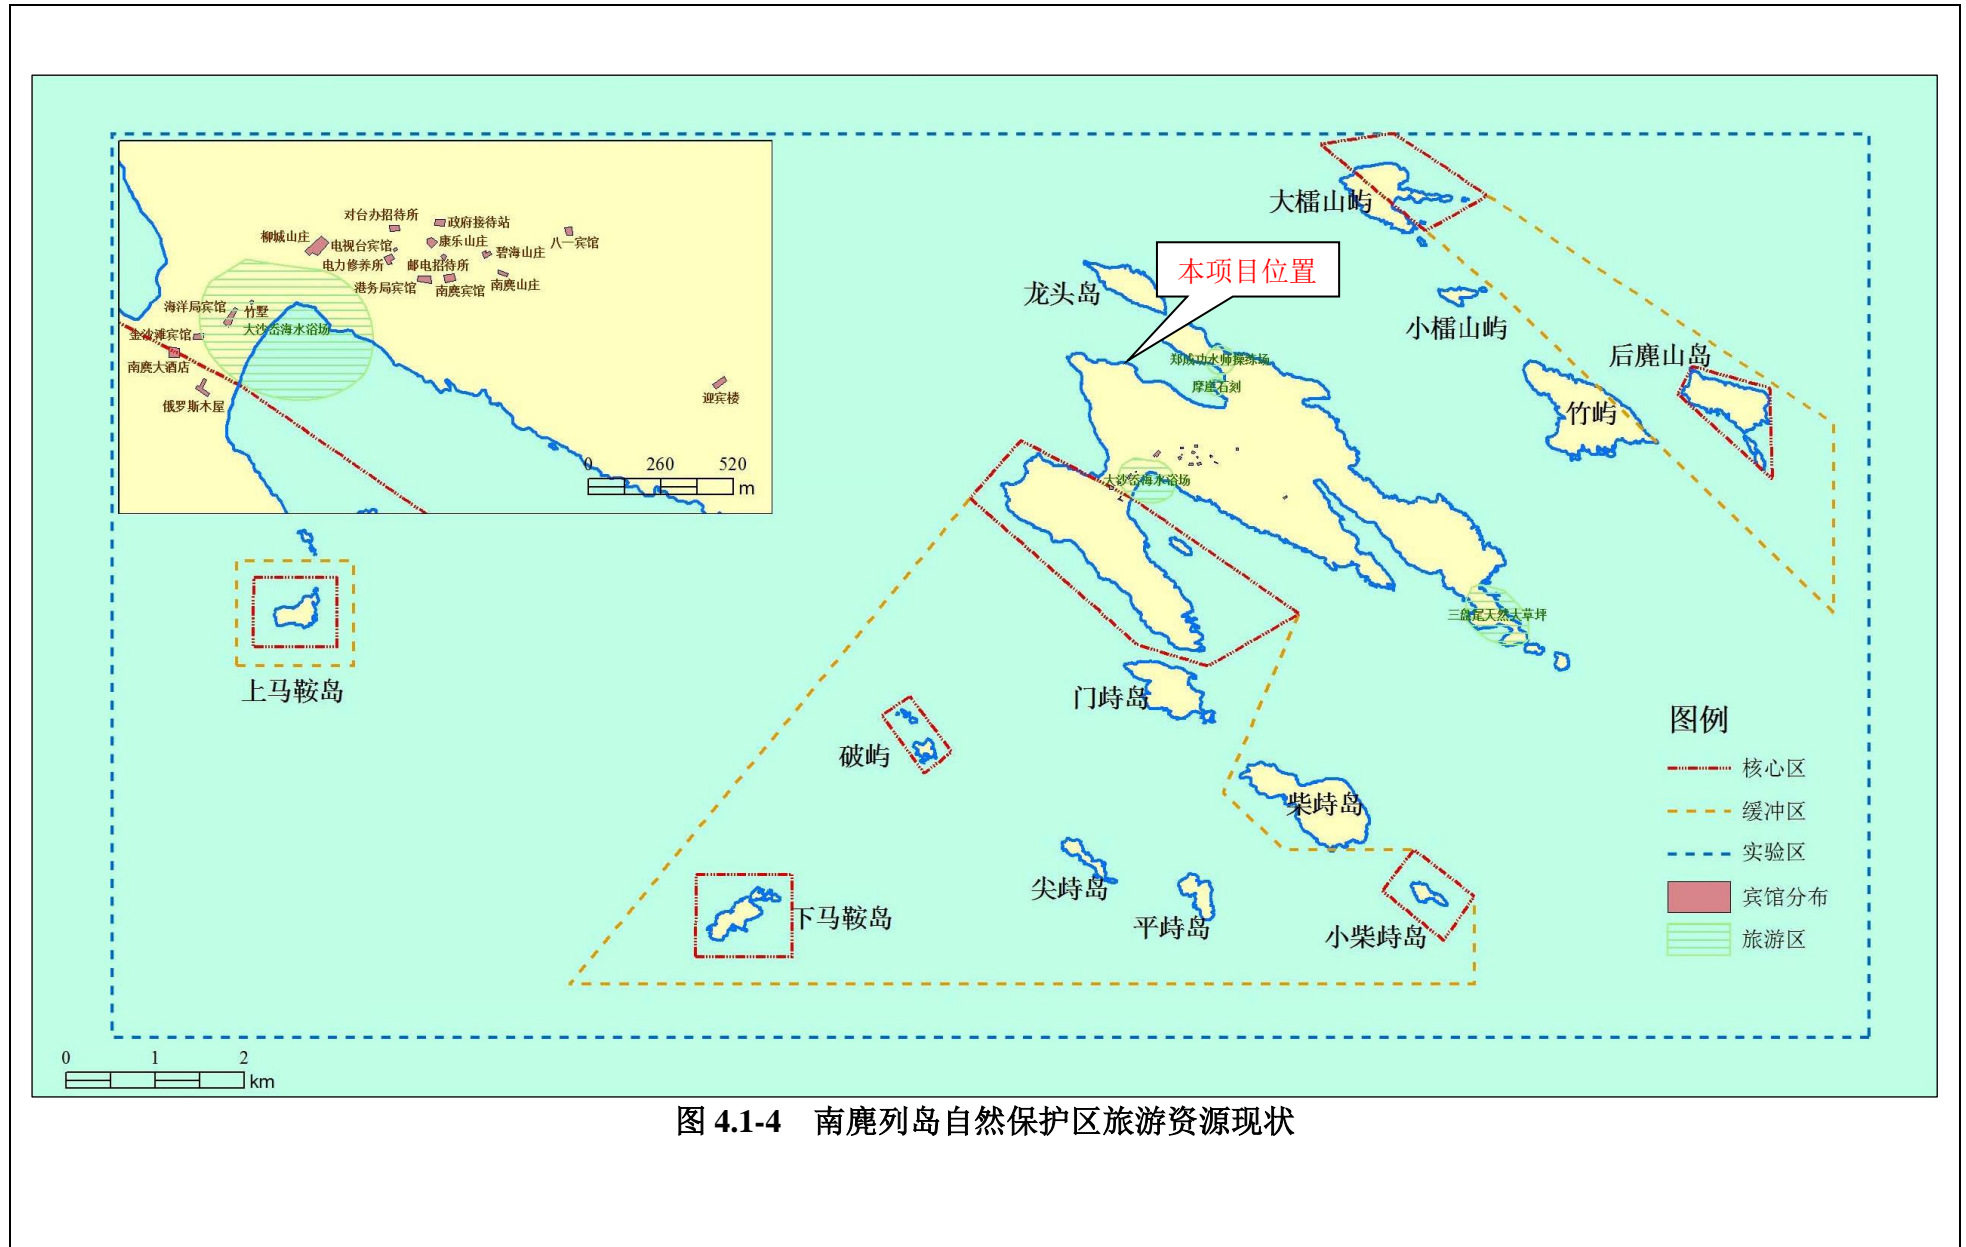 对台办招待所
政府接待站
柳城山庄
电视台宾馆
康乐山庄
八一宾馆
碧海山庄
电力修养所
邮电招待所
港务局宾馆
南麂宾馆
南麂山庄
海洋局宾馆
竹墅
大沙岙海水浴场
金沙滩宾馆
南麂大酒店
俄罗斯木屋
迎宾楼
0 260 520
m
大檑山屿
本项目位置
龙头岛
小檑山屿
后麂山岛
郑成功水师操练场
摩崖石刻
竹屿
大沙岙海水浴场
三盘尾天然大草坪
上马鞍岛
门峙岛
破屿
柴峙岛
尖峙岛
下马鞍岛
平峙岛
小柴峙岛
图例
核心区
缓冲区
实验区
宾馆分布
旅游区
0 1 2
km
图 4.1-4 南麂列岛自然保护区旅游资源现状